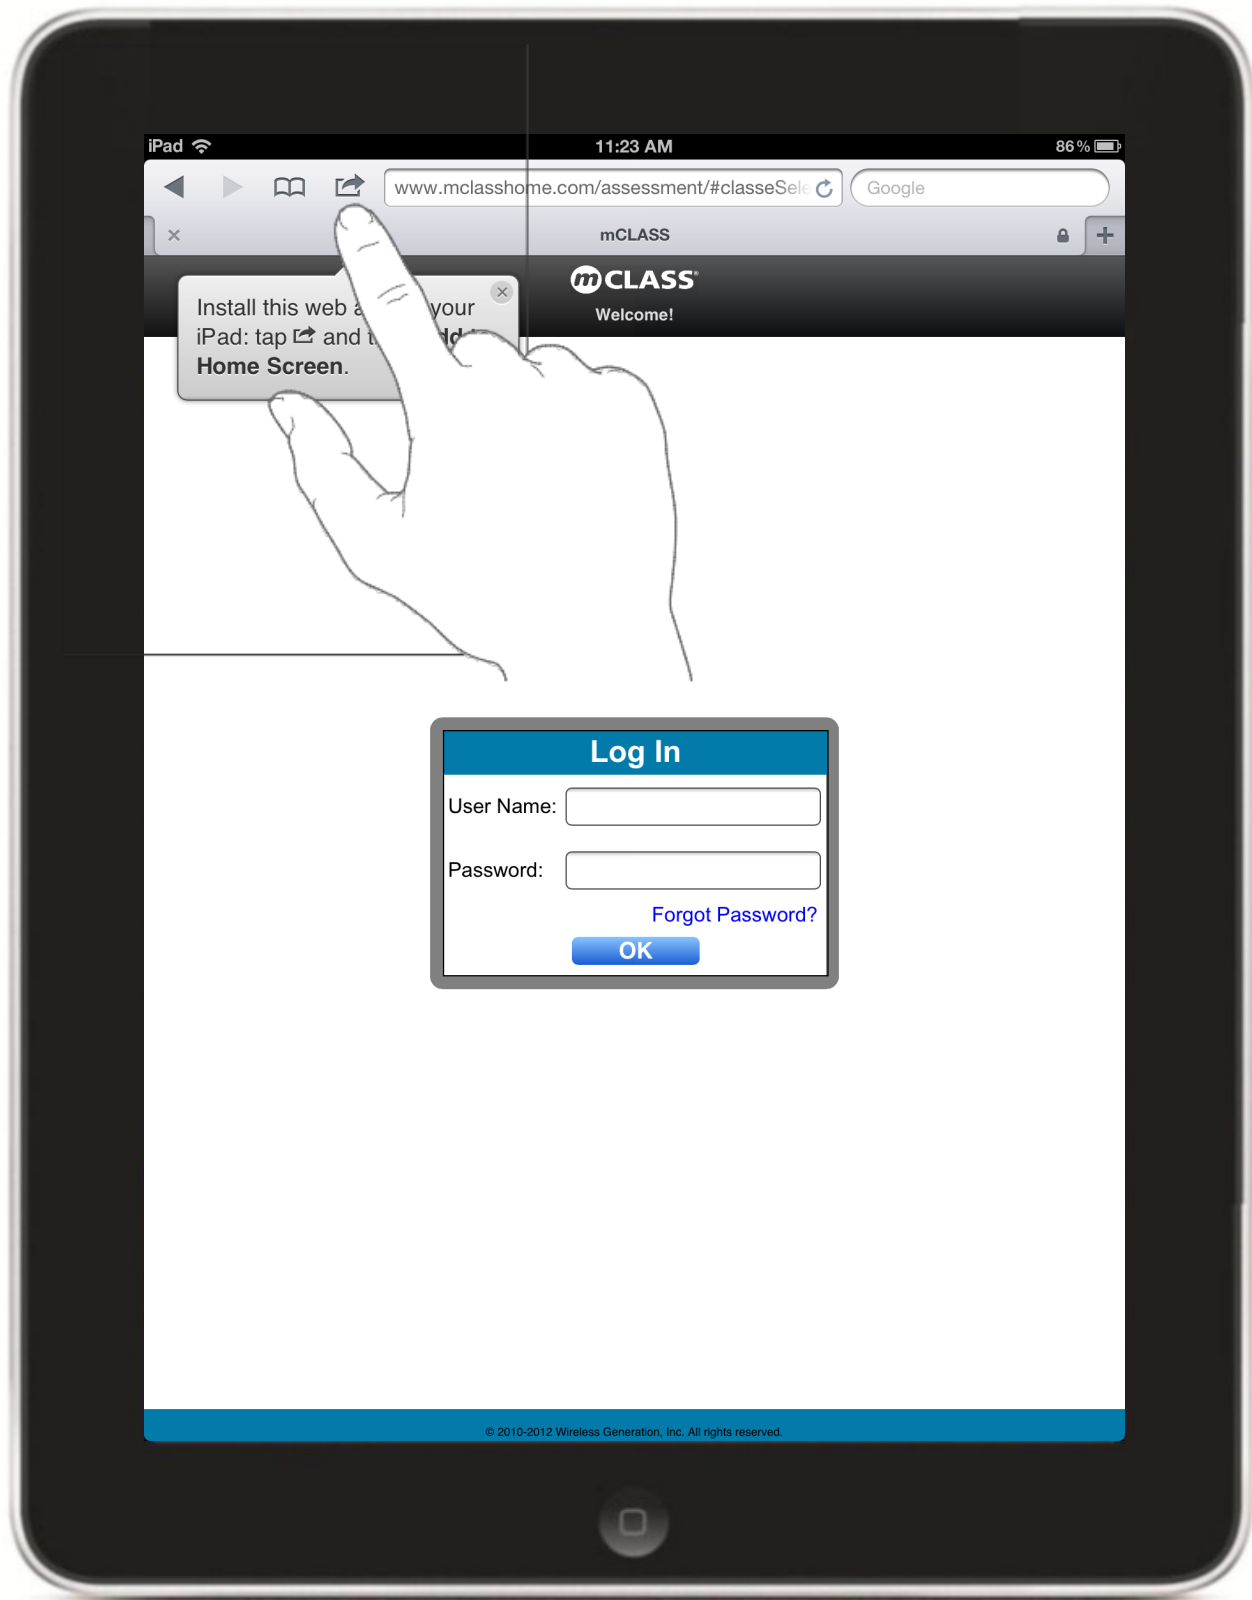 iPad 11:23 AM 86%
www.mclasshome.com/assessment/#classeSele Google
mCLASS
mCLASS
Welcome!
Install this web your
iPad: tap and
Home Screen.
Log In
User Name:
Password:
Forgot Password?
OK
© 2010-2012 Wireless Generation, Inc. All rights reserved.